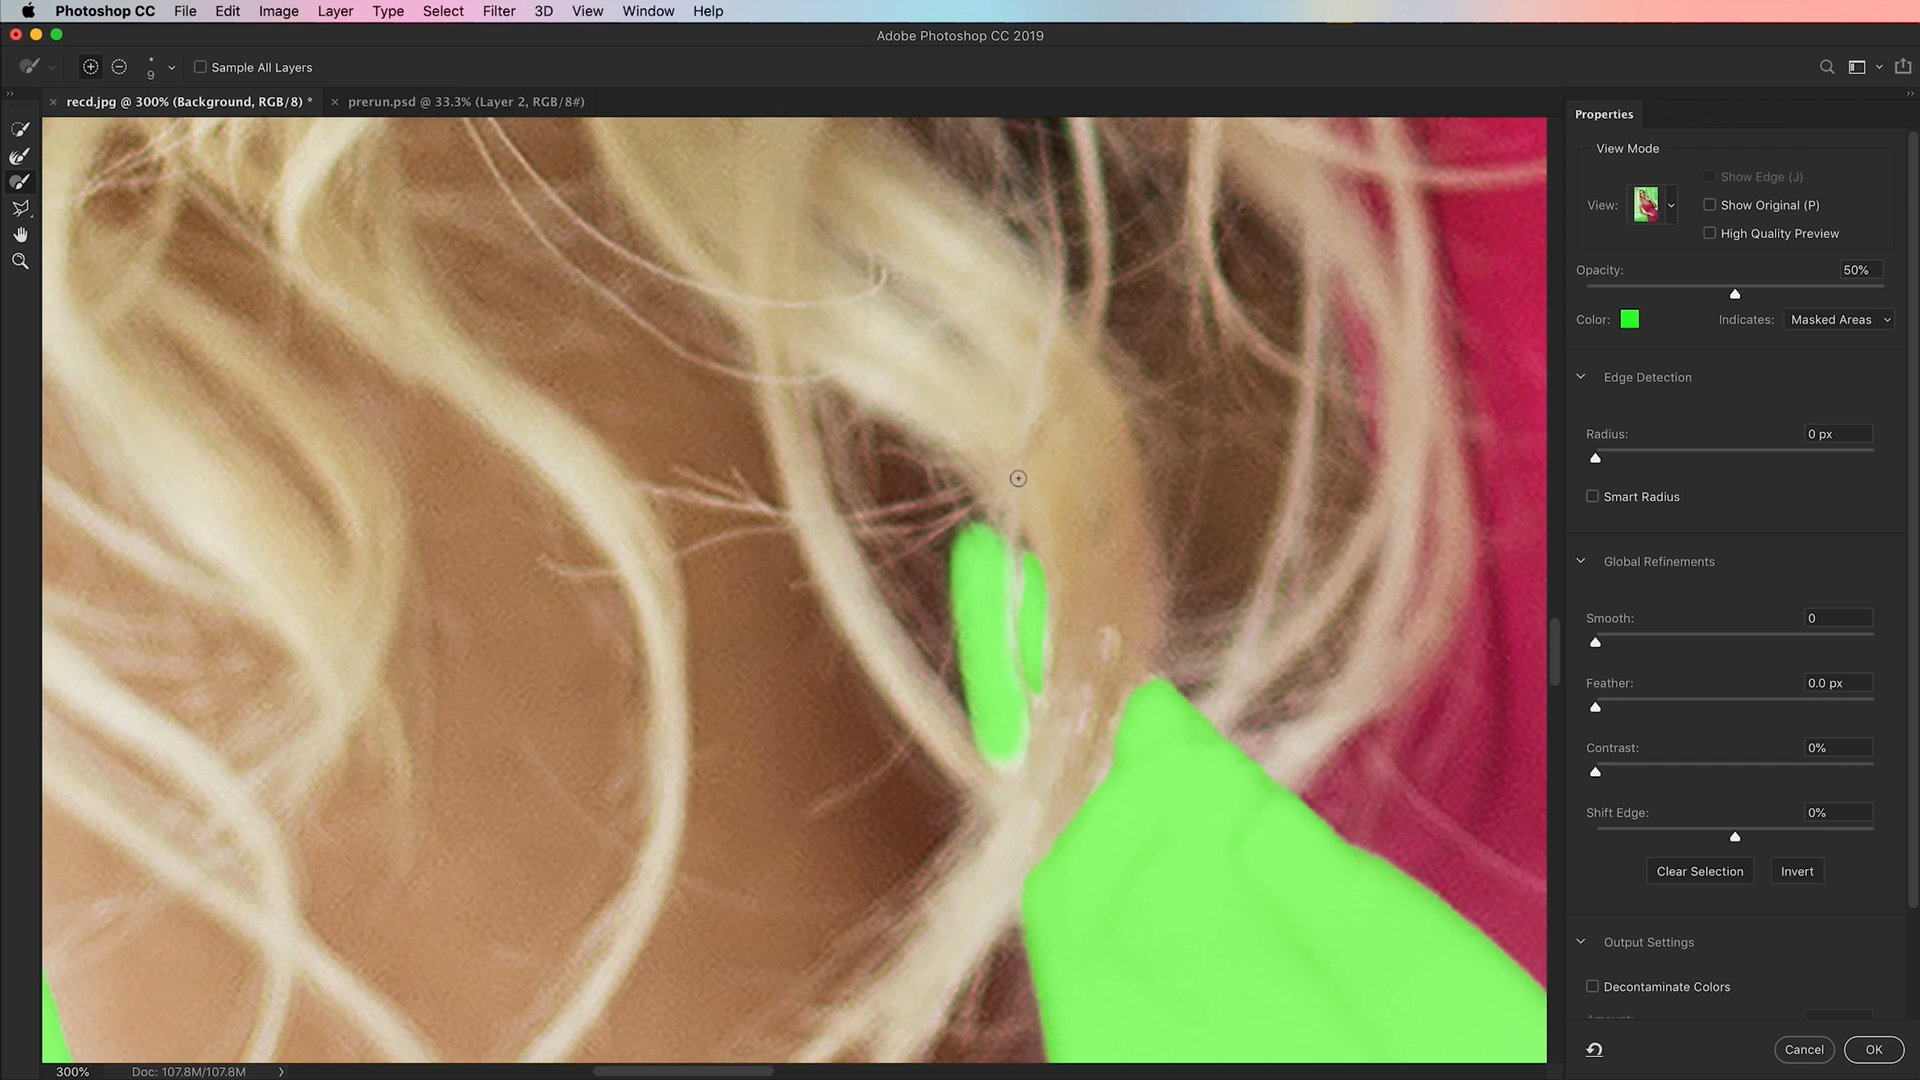 Photoshop CC File Edit Image Layer Type Select Filter 3D View Window Help
Adobe Photoshop CC 2019
9 Sample All Layers
× recd.jpg @ 300% (Background, RGB/8) * × prerun.psd @ 33.3% (Layer 2, RGB/8#)
Properties
View Mode
Show Edge (J)
View: Show Original (P)
High Quality Preview
Opacity: 50%
Color: Indicates: Masked Areas
Edge Detection
Radius: 0 px
Smart Radius
Global Refinements
Smooth: 0
Feather: 0.0 px
Contrast: 0%
Shift Edge: 0%
Clear Selection Invert
Output Settings
Decontaminate Colors
Cancel OK
300% Doc: 107.8M/107.8M